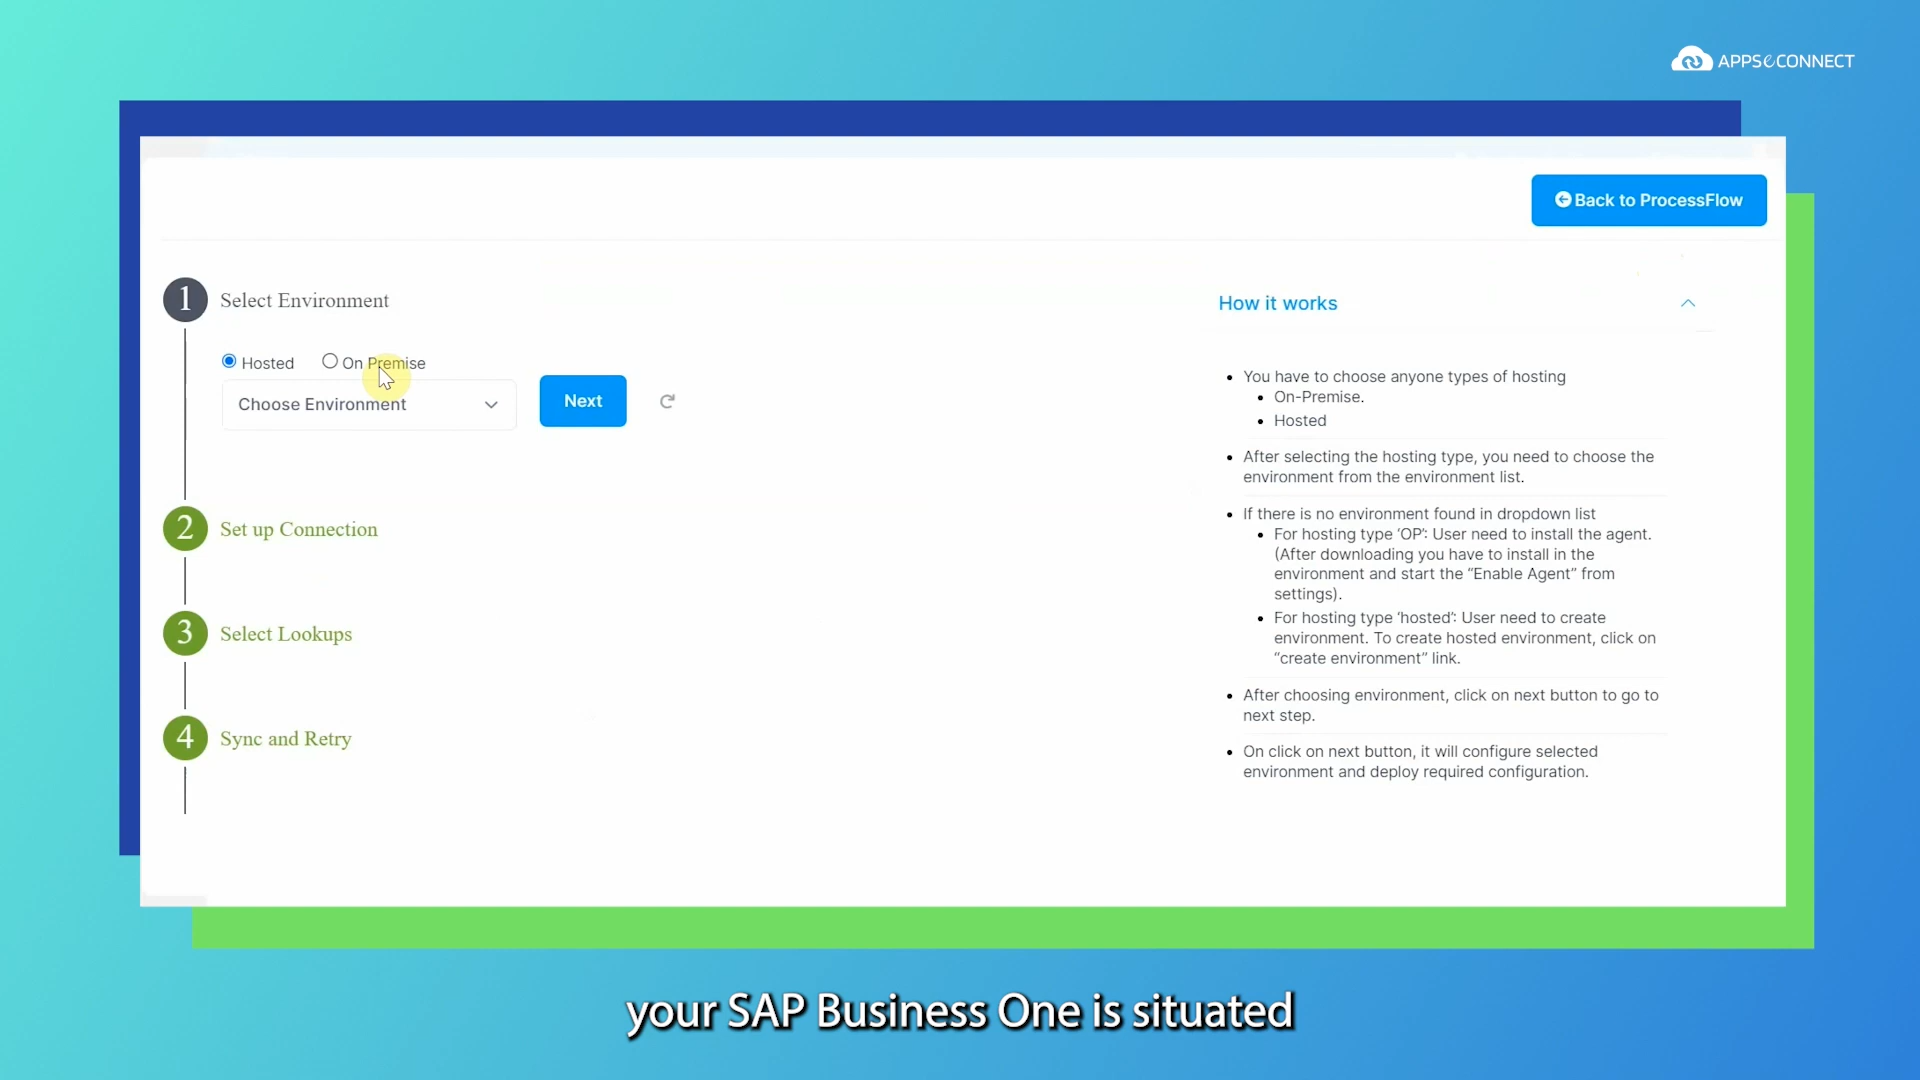 APPSeCONNECT
Back to ProcessFlow
1 Select Environment
Hosted On Premise
Choose Environment
Next
2 Set up Connection
3 Select Lookups
4 Sync and Retry
How it works
• You have to choose anyone types of hosting
• On-Premise.
• Hosted
• After selecting the hosting type, you need to choose the
environment from the environment list.
• If there is no environment found in dropdown list
• For hosting type ‘OP’: User need to install the agent.
(After downloading you have to install in the
environment and start the “Enable Agent” from
settings).
• For hosting type ‘hosted’: User need to create
environment. To create hosted environment, click on
“create environment” link.
• After choosing environment, click on next button to go to
next step.
• On click on next button, it will configure selected
environment and deploy required configuration.
your SAP Business One is situated